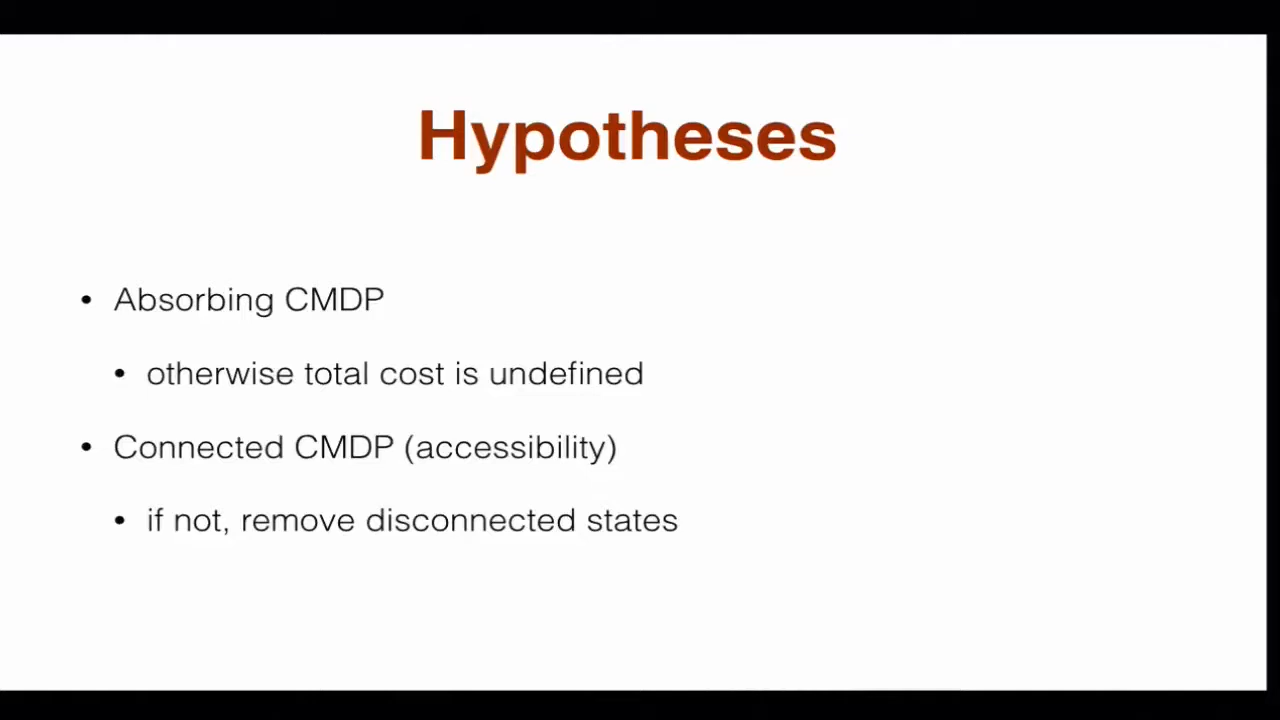 Hypotheses
• Absorbing CMDP
• otherwise total cost is undefined
• Connected CMDP (accessibility)
• if not, remove disconnected states